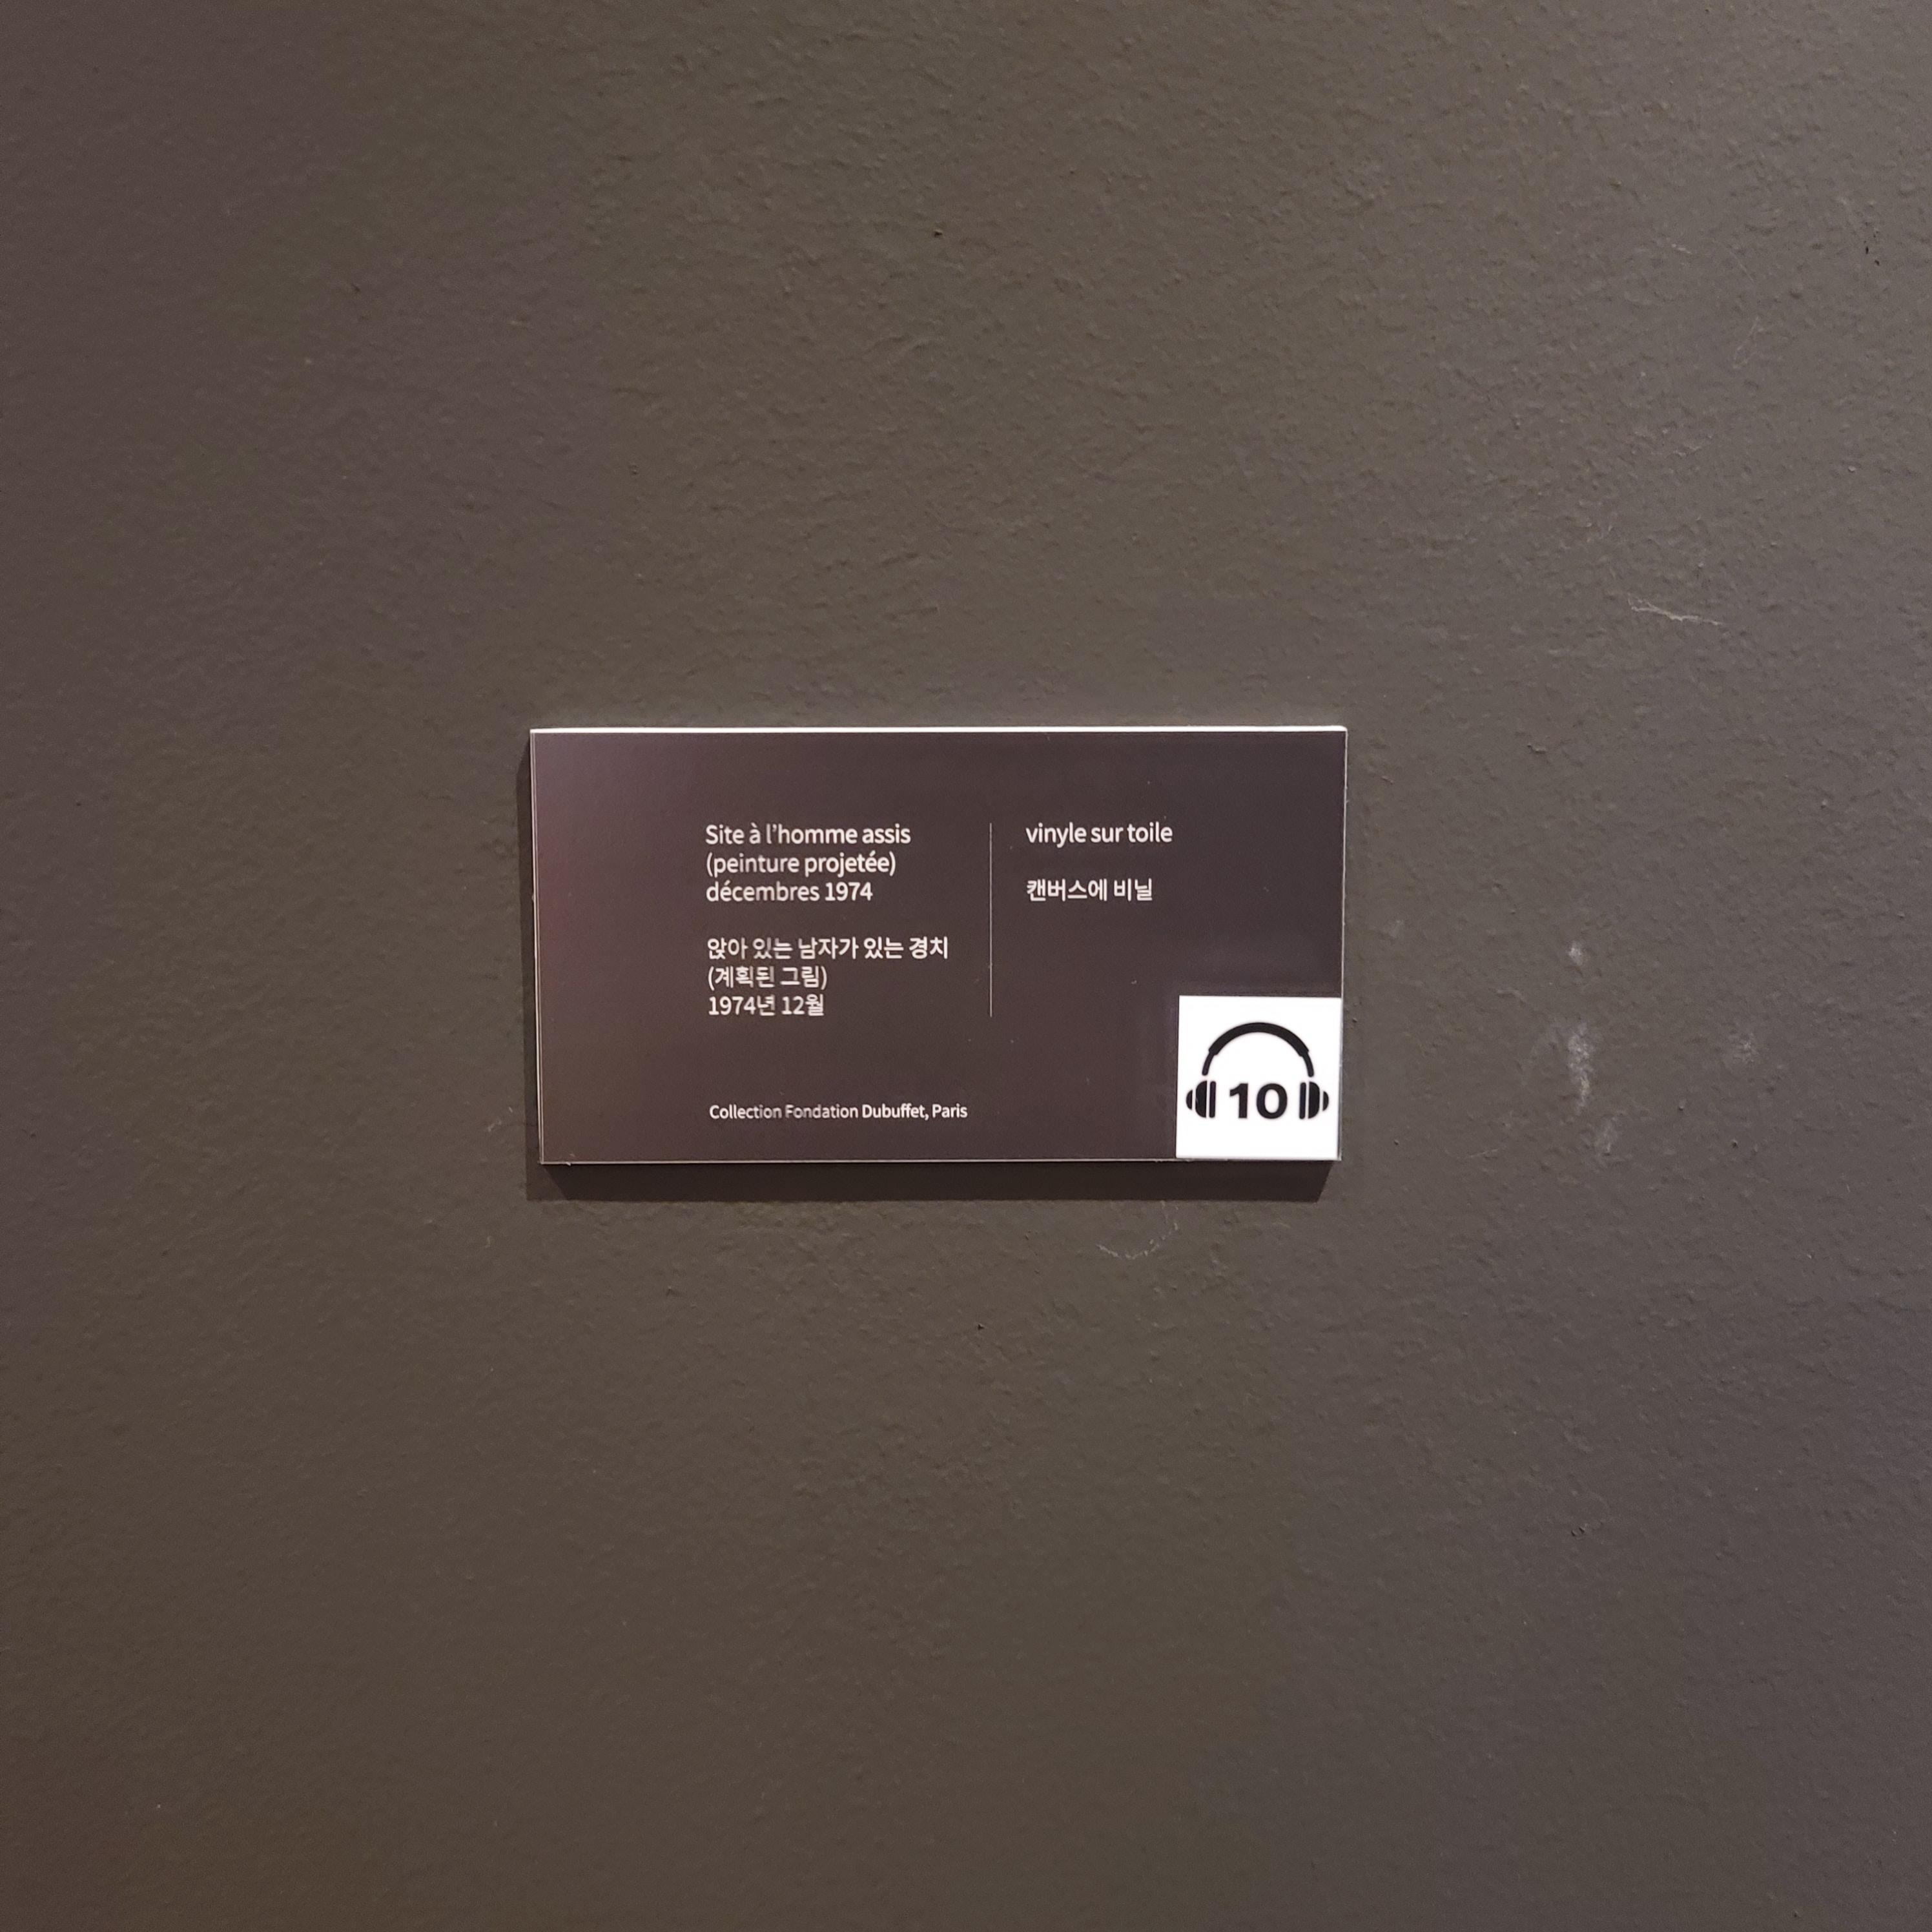 Site à l'homme assis
(peinture projetée)
décembres 1974
앉아 있는 남자가 있는 경치
(계획된 그림)
1974년 12월
vinyle sur toile
캔버스에 비닐
Collection Fondation Dubuffet, Paris
10